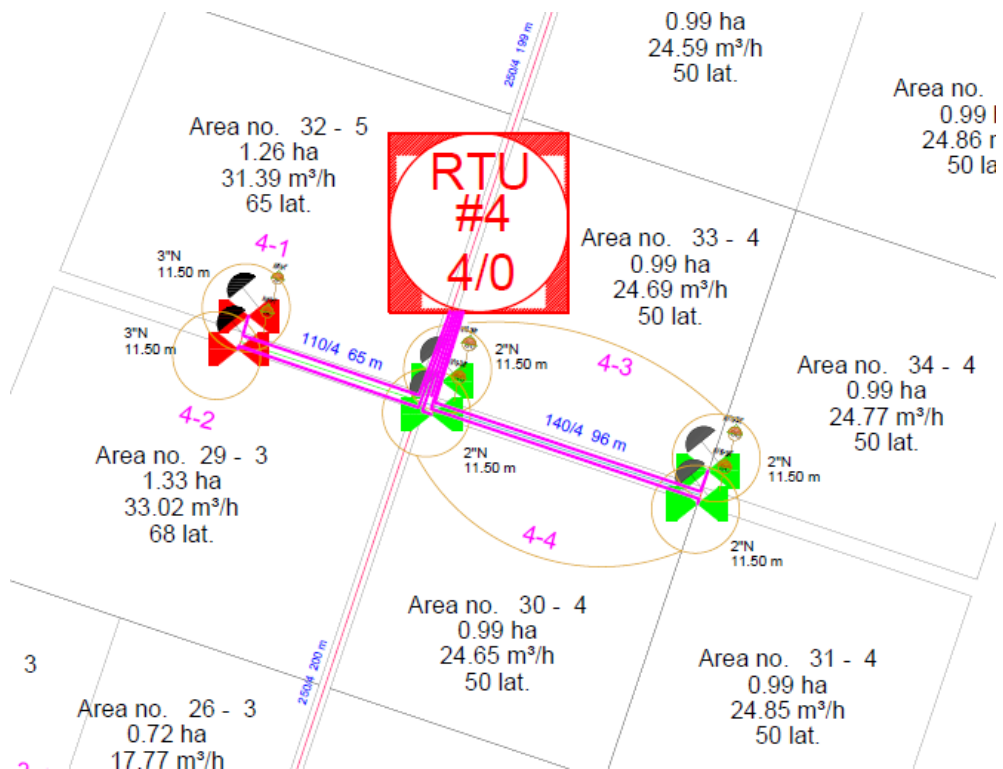 0.99 ha
24.59 m³/h
50 lat.
250/4 199 m
Area no.
0.99
24.86
50
Area no. 32 - 5
1.26 ha
31.39 m³/h
65 lat.
RTU
#4
4/0
Area no. 33 - 4
0.99 ha
24.69 m³/h
50 lat.
4-1
3"N
11.50 m
3"N
11.50 m
110/4 65 m
2"N
11.50 m
4-3
Area no. 34 - 4
0.99 ha
24.77 m³/h
50 lat.
4-2
140/4 96 m
2"N
11.50 m
2"N
11.50 m
Area no. 29 - 3
1.33 ha
33.02 m³/h
68 lat.
4-4
2"N
11.50 m
Area no. 30 - 4
0.99 ha
24.65 m³/h
50 lat.
Area no. 31 - 4
0.99 ha
24.85 m³/h
50 lat.
3
250/4 200 m
Area no. 26 - 3
0.72 ha
17.77 m³/h